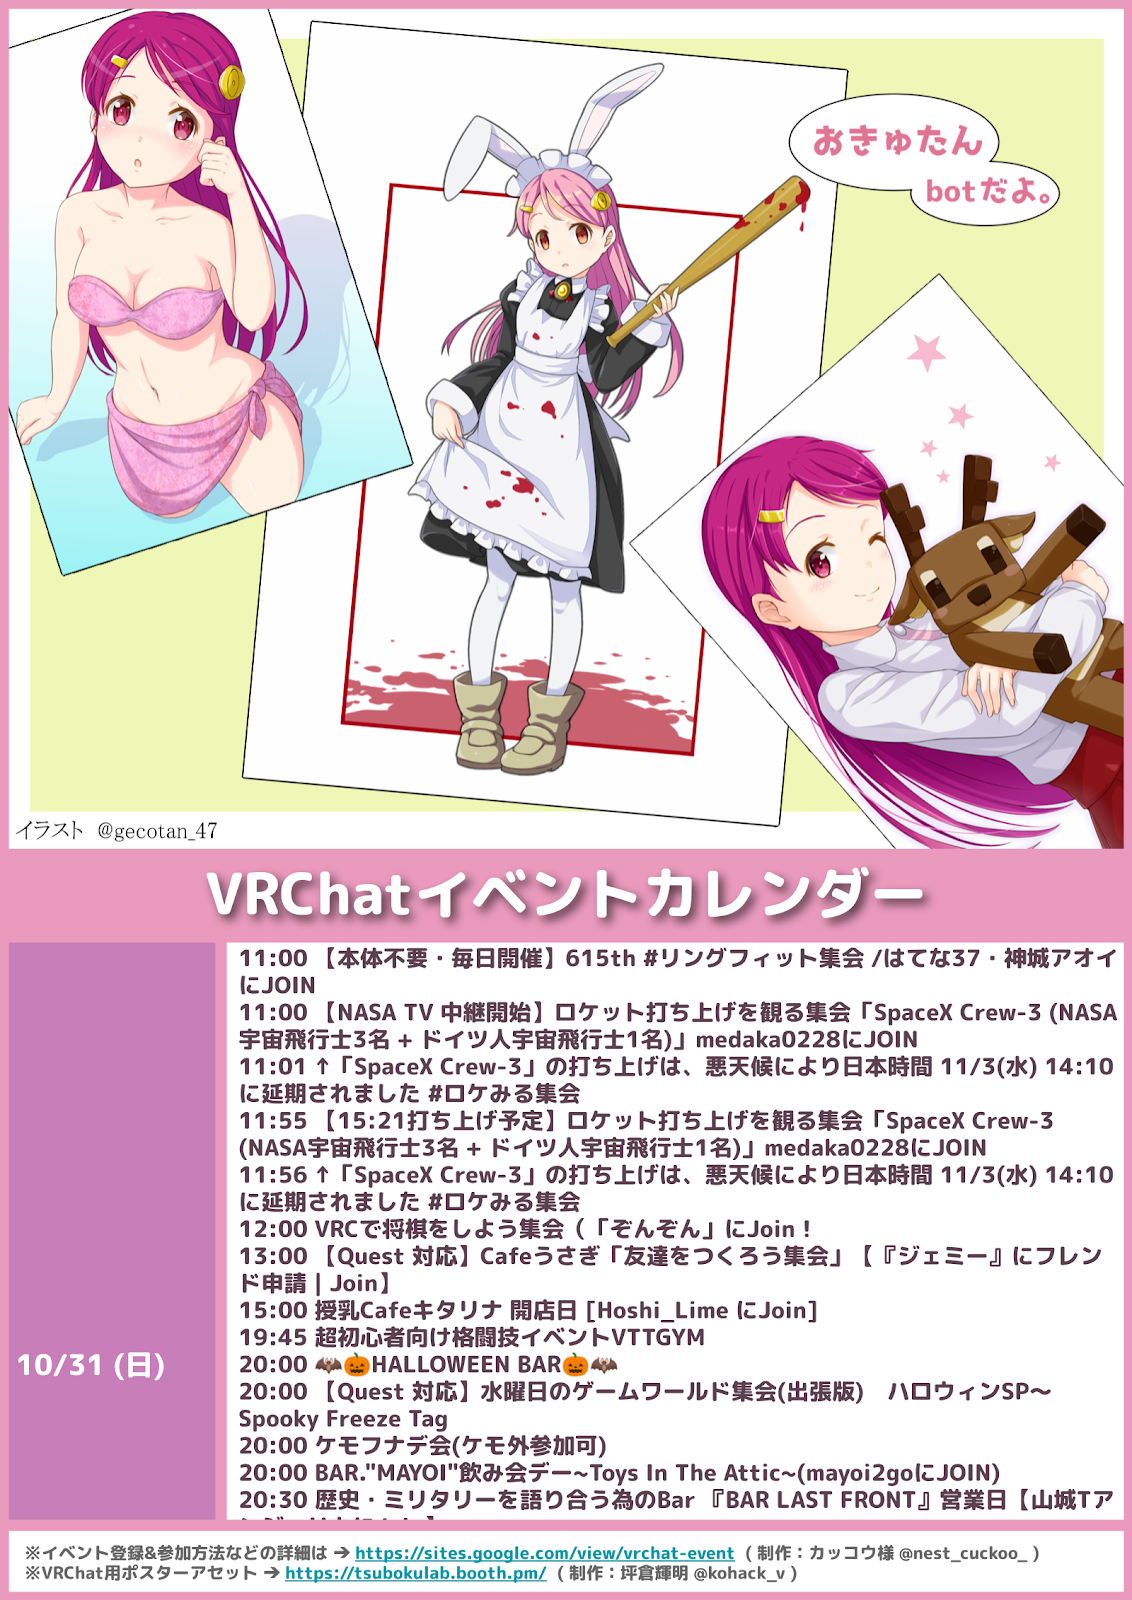 おきゅたん
botだよ。
イラスト @gecotan_47
VRChatイベントカレンダー
10/31 (日)
11:00 【本体不要・毎日開催】615th #リングフィット集会 /はてな37・神城アオイ
にJOIN
11:00 【NASA TV 中継開始】ロケット打ち上げを観る集会「SpaceX Crew-3 (NASA
宇宙飛行士3名 + ドイツ人宇宙飛行士1名)」medaka0228にJOIN
11:01 ↑「SpaceX Crew-3」の打ち上げは、悪天候により日本時間 11/3(水) 14:10
に延期されました #ロケみる集会
11:55 【15:21打ち上げ予定】ロケット打ち上げを観る集会「SpaceX Crew-3
(NASA宇宙飛行士3名 + ドイツ人宇宙飛行士1名)」medaka0228にJOIN
11:56 ↑「SpaceX Crew-3」の打ち上げは、悪天候により日本時間 11/3(水) 14:10
に延期されました #ロケみる集会
12:00 VRCで将棋をしよう集会（「ぞんぞん」にJoin！
13:00 【Quest 対応】Cafeうさぎ「友達をつくろう集会」【『ジェミー』にフレン
ド申請 | Join】
15:00 授乳Cafeキタリナ 開店日 [Hoshi_Lime にJoin]
19:45 超初心者向け格闘技イベントVTTGYM
20:00 🦇🎃HALLOWEEN BAR🎃🦇
20:00 【Quest 対応】水曜日のゲームワールド集会(出張版)　ハロウィンSP～
Spooky Freeze Tag
20:00 ケモフナデ会(ケモ外参加可)
20:00 BAR."MAYOI"飲み会デー~Toys In The Attic~(mayoi2goにJOIN)
20:30 歴史・ミリタリーを語り合う為のBar 『BAR LAST FRONT』営業日【山城Tア
※イベント登録&参加方法などの詳細は ➔ https://sites.google.com/view/vrchat-event ( 制作：カッコウ様 @nest_cuckoo_ )
※VRChat用ポスターアセット ➔ https://tsubokulab.booth.pm/ ( 制作：坪倉輝明 @kohack_v )